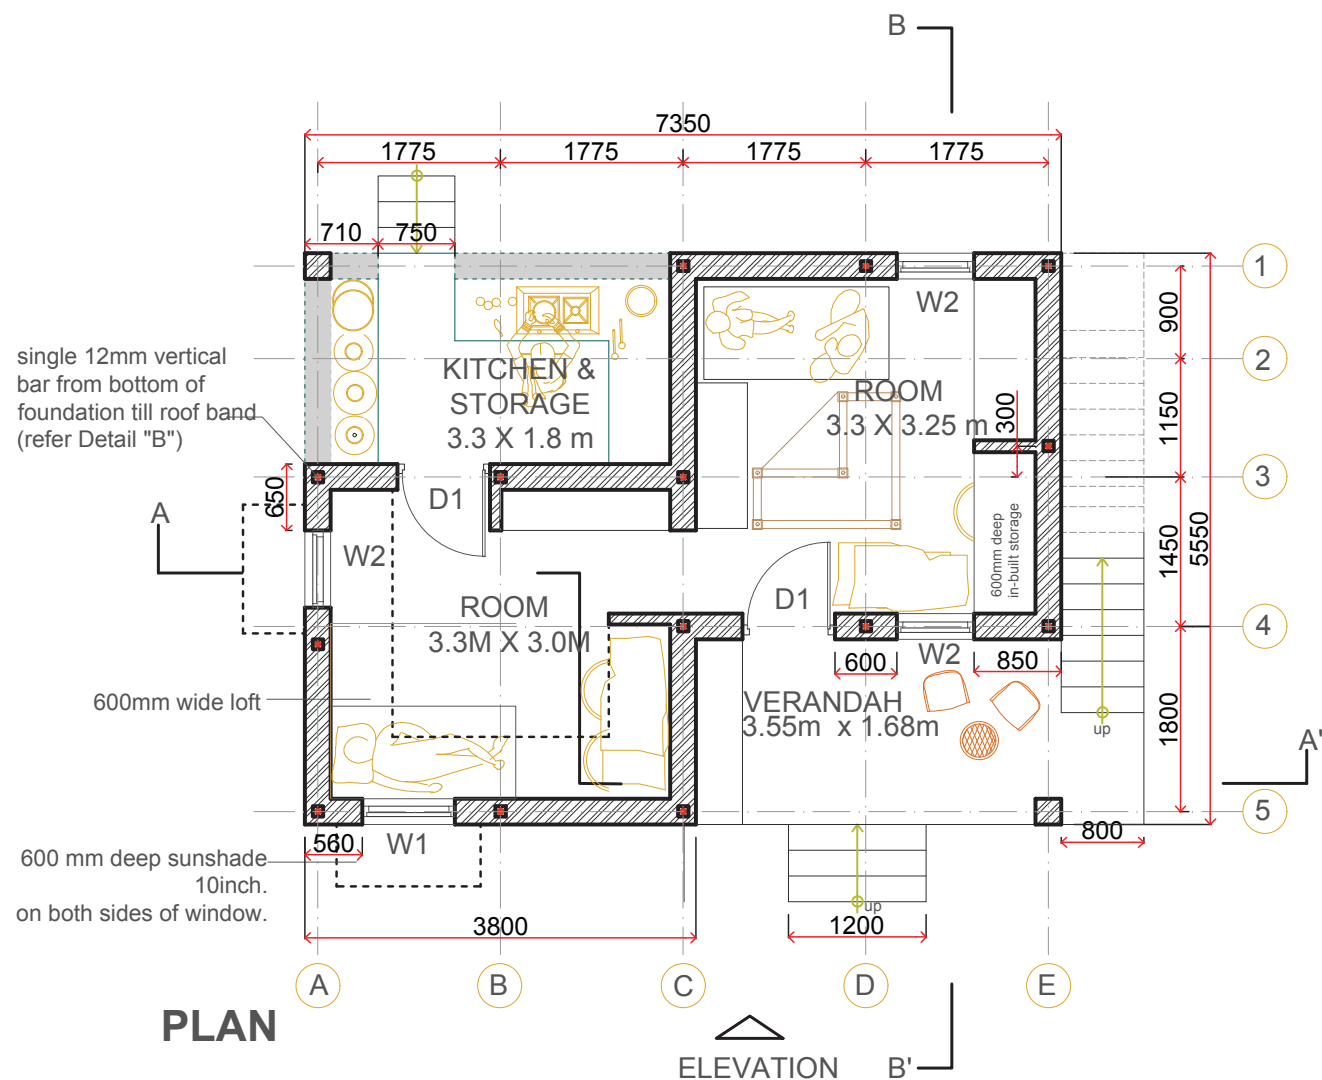 B
7350
1775
1775
1775
1775
710
750
1
W2
900
single 12mm vertical
bar from bottom of
foundation till roof band
(refer Detail "B")
2
KITCHEN &
STORAGE
3.3 X 1.8 m
ROOM
3.3 X 3.25 m
300
1150
3
650
D1
A
W2
600mm deep
in-built storage
1450
5550
ROOM
3.3M X 3.0M
D1
4
600
W2
850
600mm wide loft
VERANDAH
3.55m x 1.68m
1800
up
A'
5
560
W1
800
600 mm deep sunshade
10inch.
on both sides of window.
up
3800
1200
A
B
C
D
E
PLAN
ELEVATION
B'